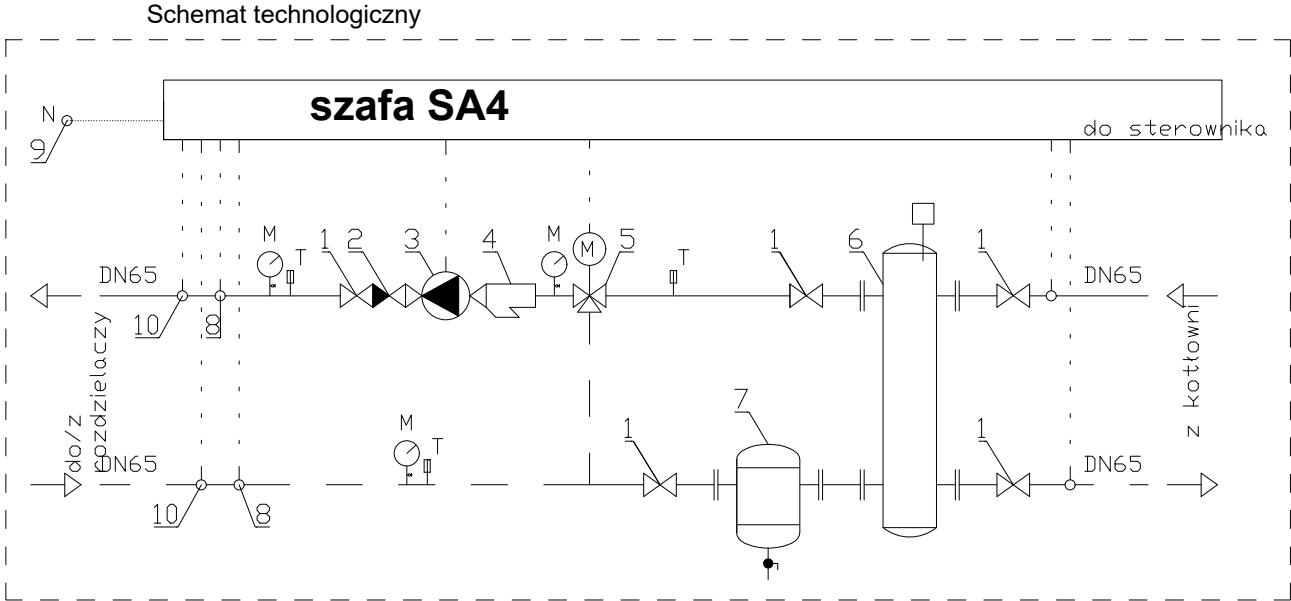 Schemat technologiczny
szafa SA4
N
9
do sterownika
M
T
1
2
3
4
M
M
5
T
1
6
1
DN65
DN65
10
8
do/z
rozdzielaczy
z kotłowni
M
T
1
7
1
DN65
DN65
10
8